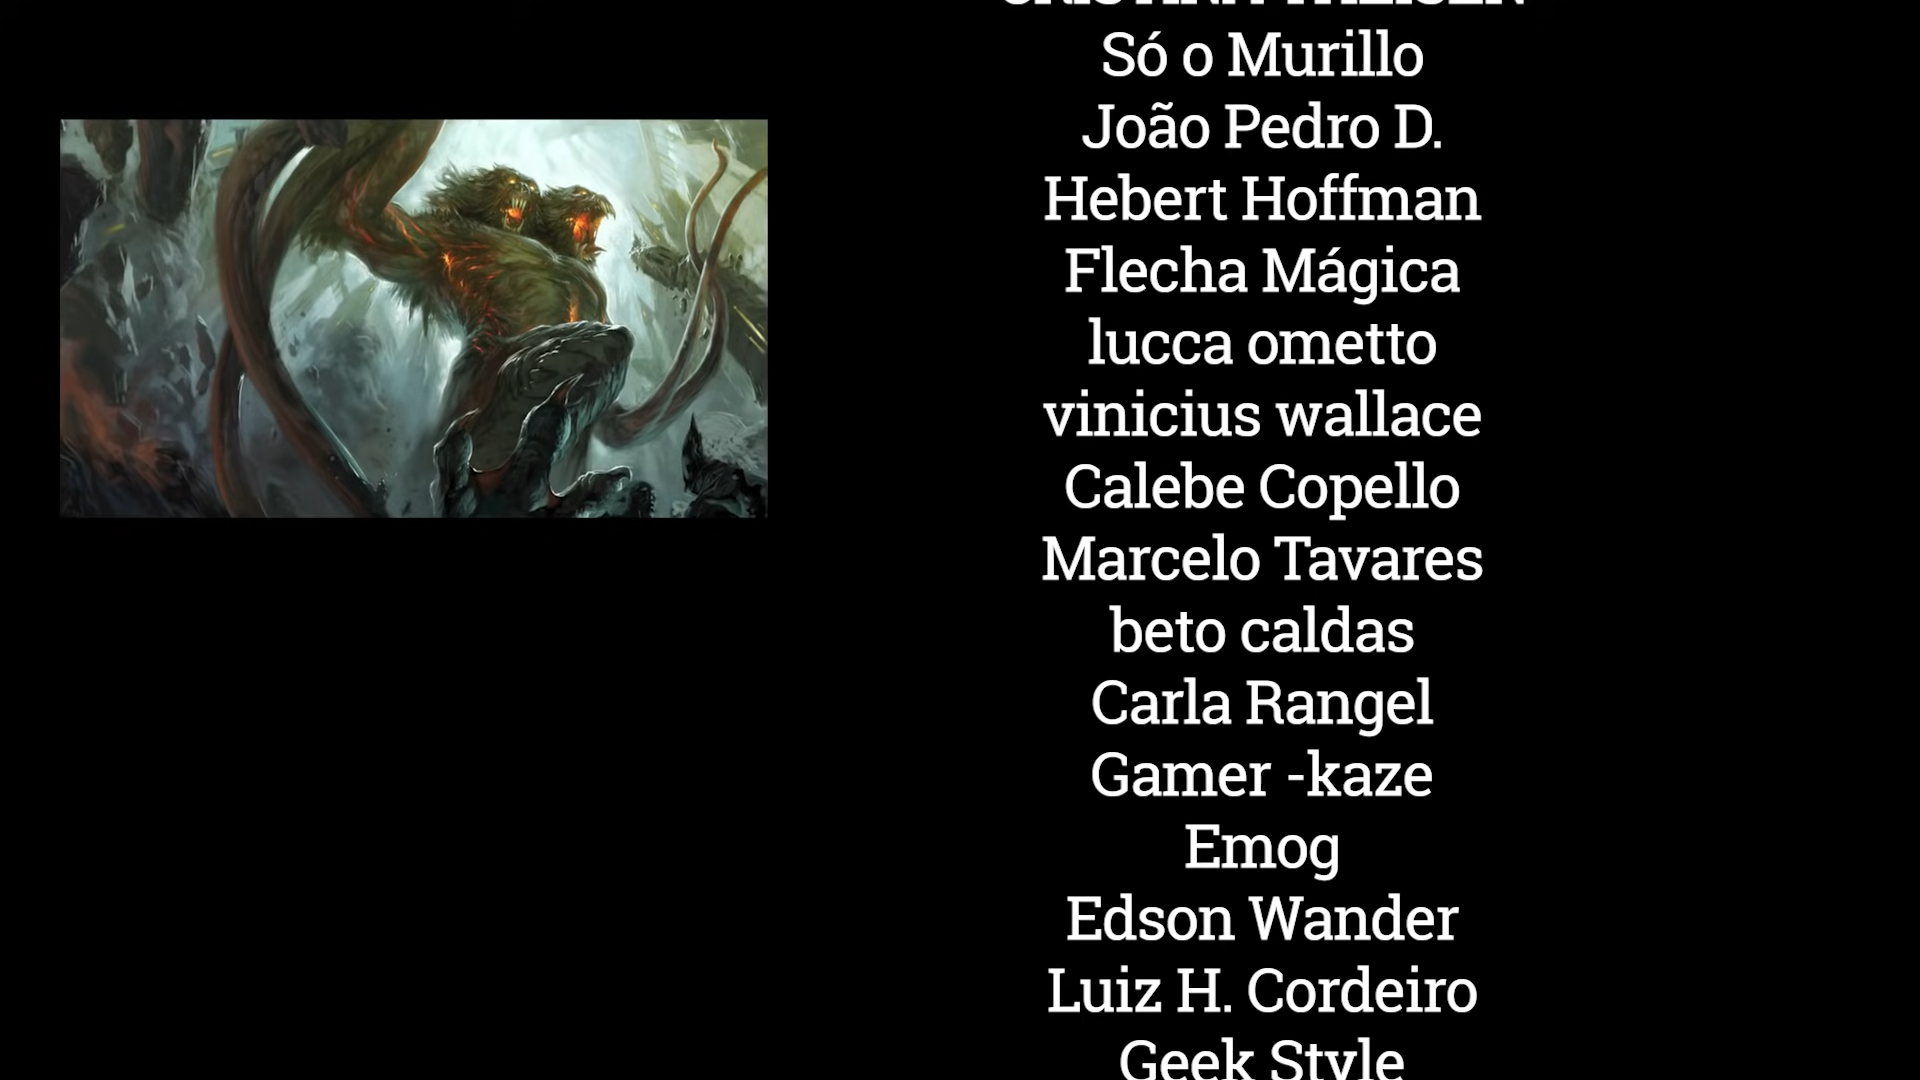 Só o Murillo
João Pedro D.
Hebert Hoffman
Flecha Mágica
lucca ometto
vinicius wallace
Calebe Copello
Marcelo Tavares
beto caldas
Carla Rangel
Gamer -kaze
Emog
Edson Wander
Luiz H. Cordeiro
Geek Style